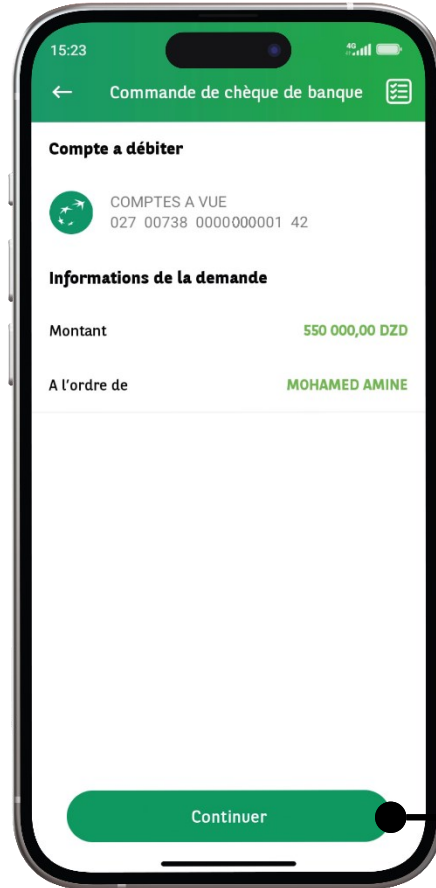 15:23
4G
Commande de chèque de banque
Compte a débiter
COMPTES A VUE
027 00738 0000000001 42
Informations de la demande
Montant 550 000,00 DZD
A l'ordre de MOHAMED AMINE
Continuer